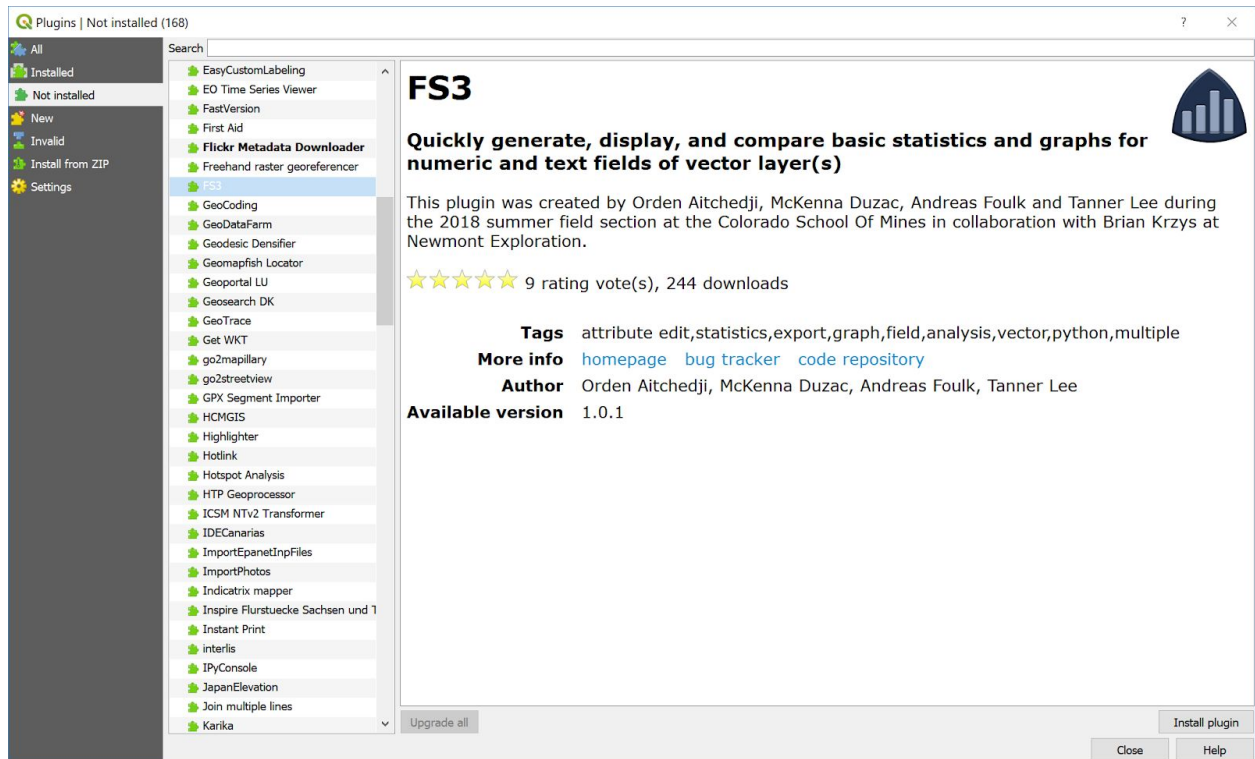 Plugins | Not installed (168)
?
All
Installed
Not installed
New
Invalid
Install from ZIP
Settings
Search
EasyCustomLabeling
EO Time Series Viewer
FastVersion
First Aid
Flickr Metadata Downloader
Freehand raster georeferencer
FS3
GeoCoding
GeoDataFarm
Geodesic Densifier
Geomapfish Locator
Geoportal LU
Geosearch DK
GeoTrace
Get WKT
go2mapillary
go2streetview
GPX Segment Importer
HCMGIS
Highlighter
Hotlink
Hotspot Analysis
HTP Geoprocessor
ICSM NTv2 Transformer
IDECanarias
ImportEpanetInpFiles
ImportPhotos
Indicatrix mapper
Inspire Flurstuecke Sachsen und
Instant Print
interlis
IPyConsole
JapanElevation
Join multiple lines
Karika
FS3
Quickly generate, display, and compare basic statistics and graphs for
numeric and text fields of vector layer(s)
This plugin was created by Orden Aitchedji, McKenna Duzac, Andreas Foulk and Tanner Lee during
the 2018 summer field section at the Colorado School Of Mines in collaboration with Brian Krzys at
Newmont Exploration.
9 rating vote(s), 244 downloads
Tags attribute edit,statistics,export,graph,field,analysis,vector,python,multiple
More info homepage bug tracker code repository
Author Orden Aitchedji, McKenna Duzac, Andreas Foulk, Tanner Lee
Available version 1.0.1
Upgrade all
Install plugin
Close
Help